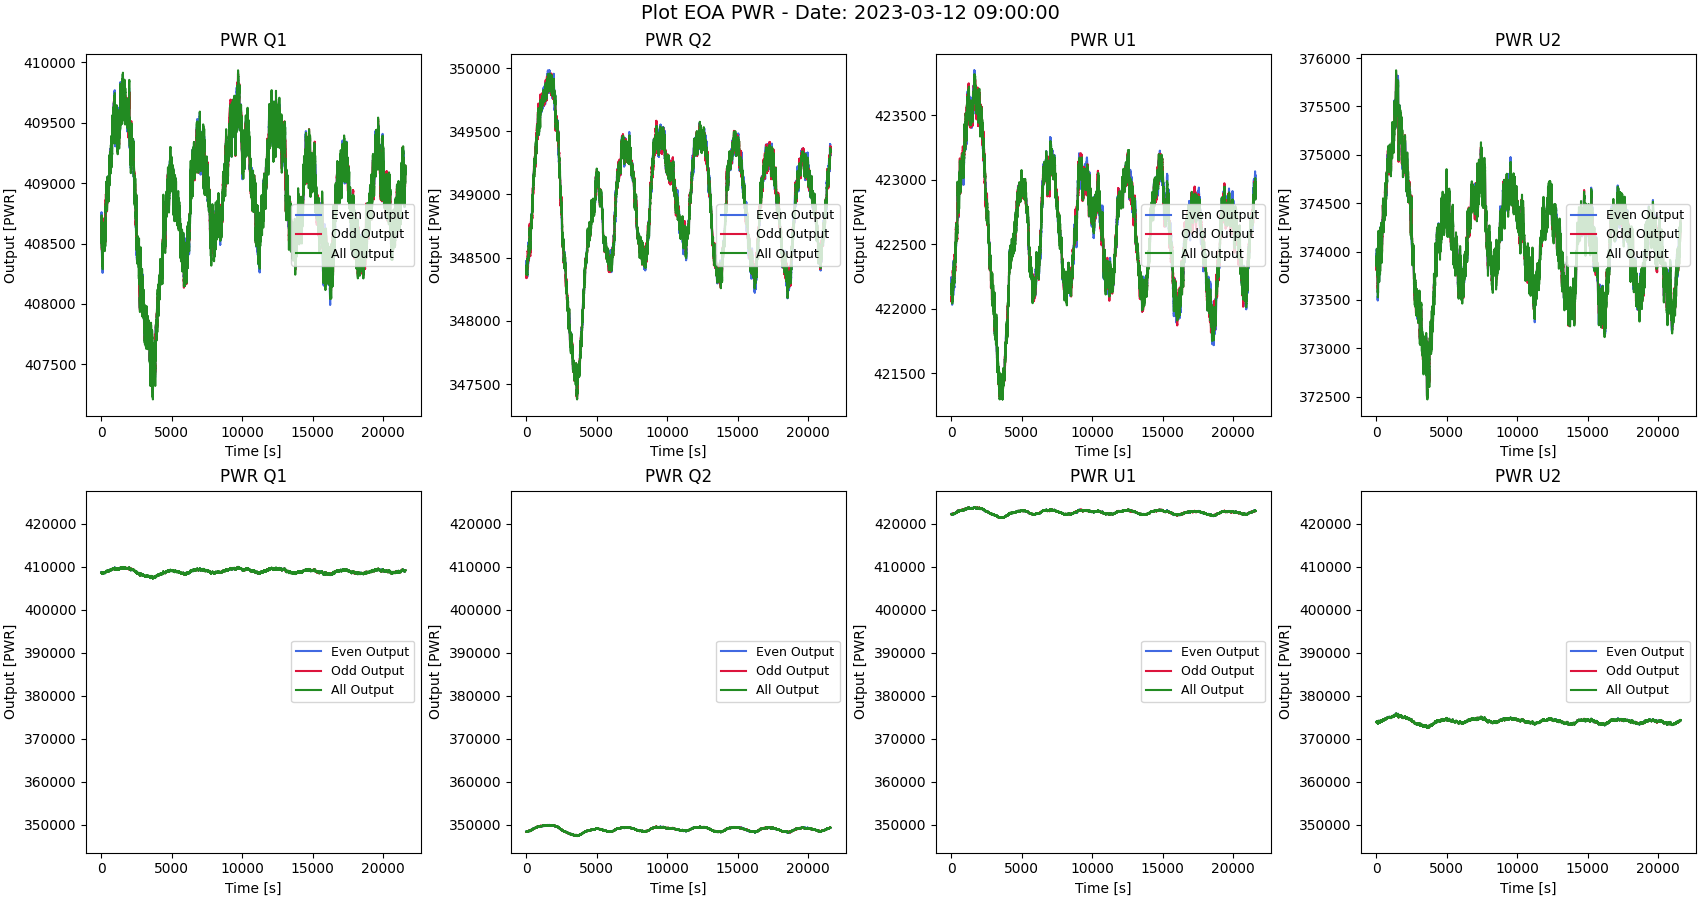 Plot EOA PWR - Date: 2023-03-12 09:00:00
PWR Q1
410000
409500
409000
408500
408000
407500
Output [PWR]
0 5000 10000 15000 20000
Time [s]
Even Output
Odd Output
All Output
PWR Q2
350000
349500
349000
348500
348000
347500
Output [PWR]
0 5000 10000 15000 20000
Time [s]
Even Output
Odd Output
All Output
PWR U1
423500
423000
422500
422000
421500
Output [PWR]
0 5000 10000 15000 20000
Time [s]
Even Output
Odd Output
All Output
PWR U2
376000
375500
375000
374500
374000
373500
373000
372500
Output [PWR]
0 5000 10000 15000 20000
Time [s]
Even Output
Odd Output
All Output
PWR Q1
420000
410000
400000
390000
380000
370000
360000
350000
Output [PWR]
0 5000 10000 15000 20000
Time [s]
Even Output
Odd Output
All Output
PWR Q2
420000
410000
400000
390000
380000
370000
360000
350000
Output [PWR]
0 5000 10000 15000 20000
Time [s]
Even Output
Odd Output
All Output
PWR U1
420000
410000
400000
390000
380000
370000
360000
350000
Output [PWR]
0 5000 10000 15000 20000
Time [s]
Even Output
Odd Output
All Output
PWR U2
420000
410000
400000
390000
380000
370000
360000
350000
Output [PWR]
0 5000 10000 15000 20000
Time [s]
Even Output
Odd Output
All Output